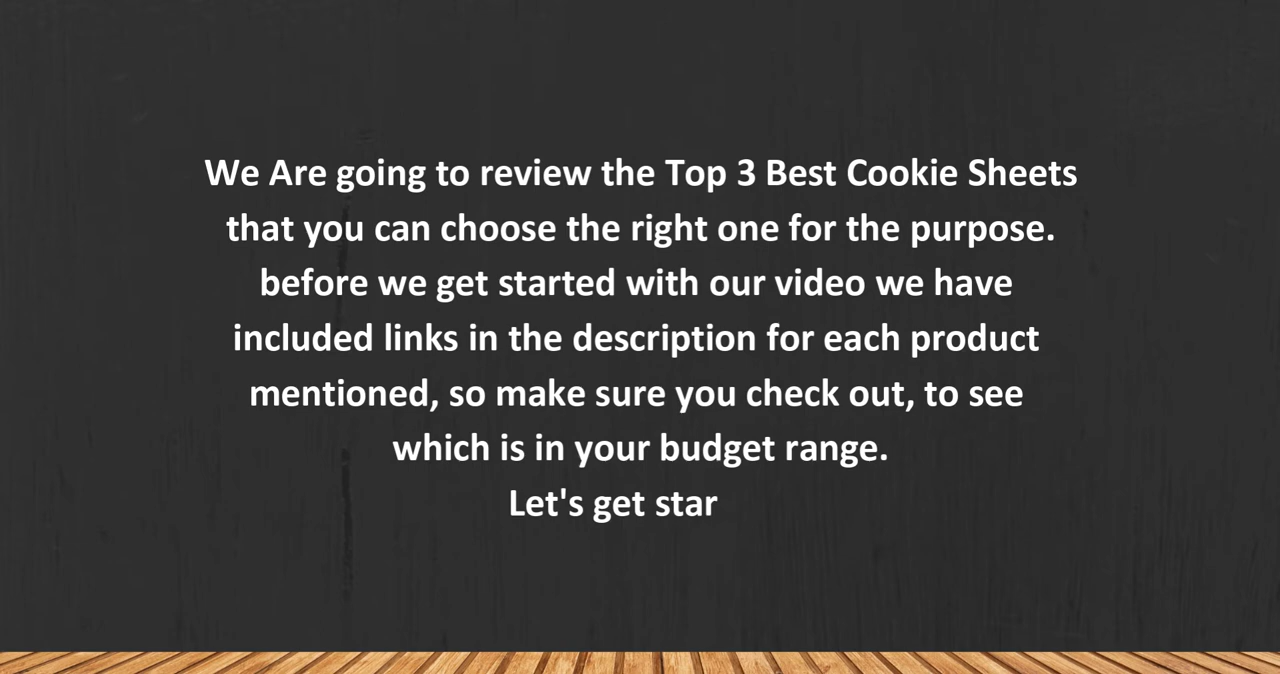 We Are going to review the Top 3 Best Cookie Sheets
that you can choose the right one for the purpose.
before we get started with our video we have
included links in the description for each product
mentioned, so make sure you check out, to see
which is in your budget range.
Let's get star